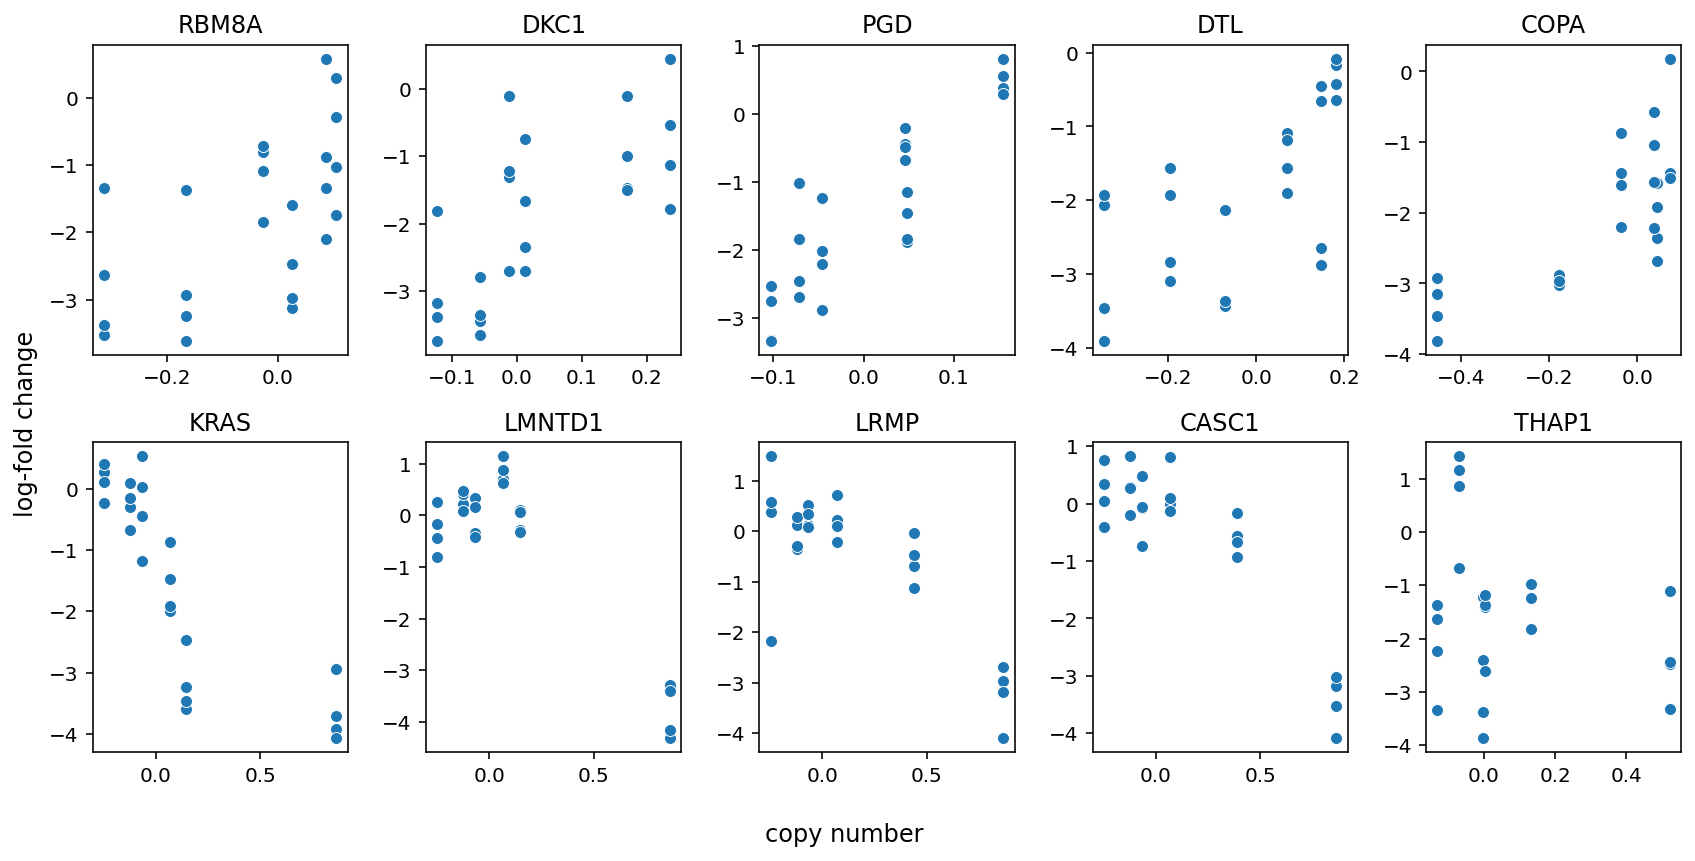 RBM8A DKC1 PGD DTL COPA
0 −1 −2 −3
−0.2 0.0
0 −1 −2 −3
−0.1 0.0 0.1 0.2
1 0 −1 −2 −3
−0.1 0.0 0.1
0 −1 −2 −3 −4
−0.2 0.0 0.2
0 −1 −2 −3 −4
−0.4 −0.2 0.0
log-fold change
KRAS LMNTD1 LRMP CASC1 THAP1
0 −1 −2 −3 −4
0.0 0.5
1 0 −1 −2 −3 −4
0.0 0.5
1 0 −1 −2 −3 −4
0.0 0.5
1 0 −1 −2 −3 −4
0.0 0.5
1 0 −1 −2 −3 −4
0.0 0.2 0.4
copy number